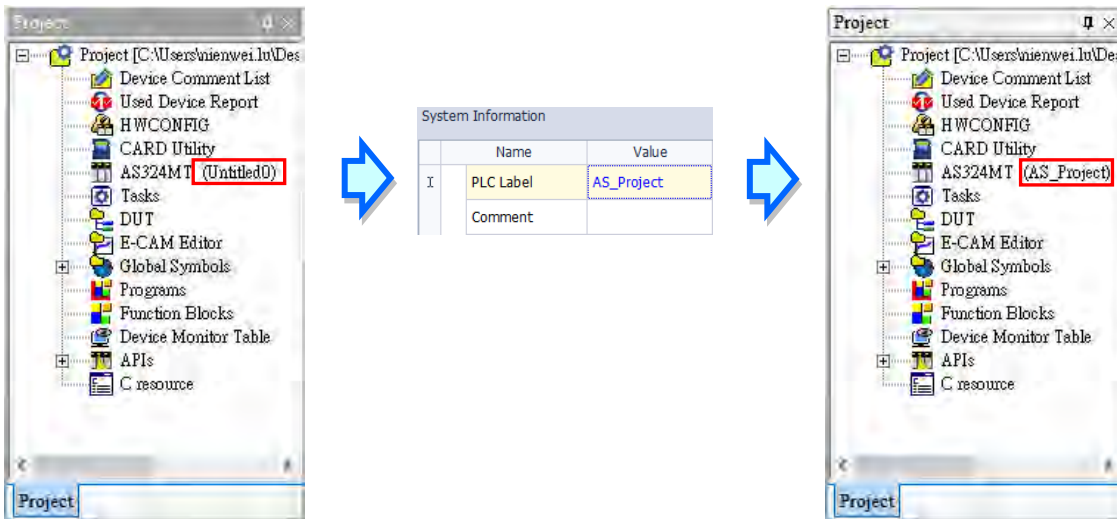 Project
Project [C:\Users\nienwei.lu\Des
Device Comment List
Used Device Report
HWCONFIG
CARD Utility
AS324MT (Untitled0)
Tasks
DUT
E-CAM Editor
Global Symbols
Programs
Function Blocks
Device Monitor Table
APIs
C resource
Project
System Information
Name Value
I PLC Label AS_Project
Comment
Project
Project [C:\Users\nienwei.lu\De
Device Comment List
Used Device Report
HWCONFIG
CARD Utility
AS324MT (AS_Project)
Tasks
DUT
E-CAM Editor
Global Symbols
Programs
Function Blocks
Device Monitor Table
APIs
C resource
Project